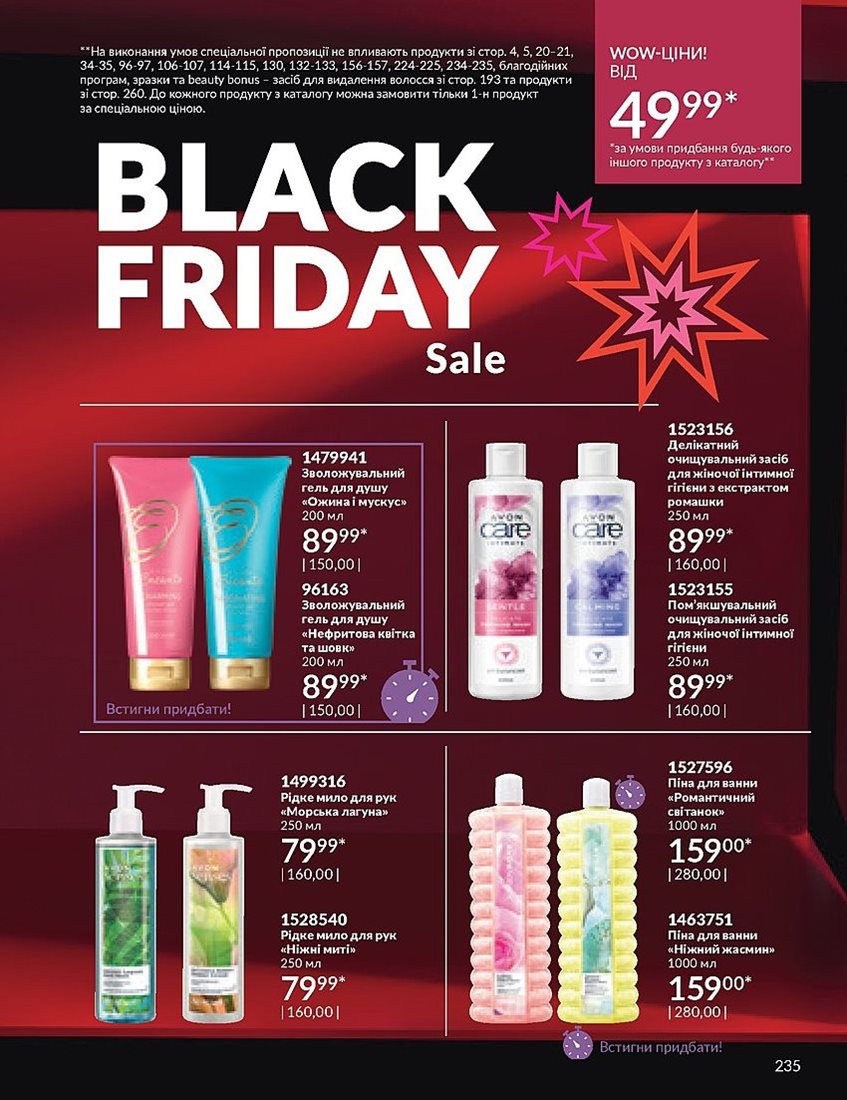 **На виконання умов спеціальної пропозиції не впливають продукти зі стор. 4, 5, 20–21,
34-35, 96-97, 106-107, 114-115, 130, 132-133, 156-157, 224-225, 234-235, благодійних
програм, зразки та beauty bonus – засіб для видалення волосся зі стор. 193 та продукти
зі стор. 260. До кожного продукту з каталогу можна замовити тільки 1-н продукт
за спеціальною ціною.
WOW-ЦІНИ!
ВІД
49⁹⁹*
*за умови придбання будь-якого
іншого продукту з каталогу**
BLACK
FRIDAY
Sale
1479941
Зволожувальний
гель для душу
«Ожина і мускус»
200 мл
89⁹⁹*
|150,00|
96163
Зволожувальний
гель для душу
«Нефритова квітка
та шовк»
200 мл
89⁹⁹*
|150,00|
Встигни придбати!
1523156
Делікатний
очищувальний засіб
для жіночої інтимної
гігієни з екстрактом
ромашки
250 мл
89⁹⁹*
|160,00|
1523155
Пом’якшувальний
очищувальний засіб
для жіночої інтимної
гігієни
250 мл
89⁹⁹*
|160,00|
AVON
care
INTIMATE
GENTLE
AVON
care
INTIMATE
CALMING
1499316
Рідке мило для рук
«Морська лагуна»
250 мл
79⁹⁹*
|160,00|
1528540
Рідке мило для рук
«Ніжні миті»
250 мл
79⁹⁹*
|160,00|
AVON
senses
AVON
senses
1527596
Піна для ванни
«Романтичний
світанок»
1000 мл
159⁰⁰*
|280,00|
1463751
Піна для ванни
«Ніжний жасмин»
1000 мл
159⁰⁰*
|280,00|
Встигни придбати!
235